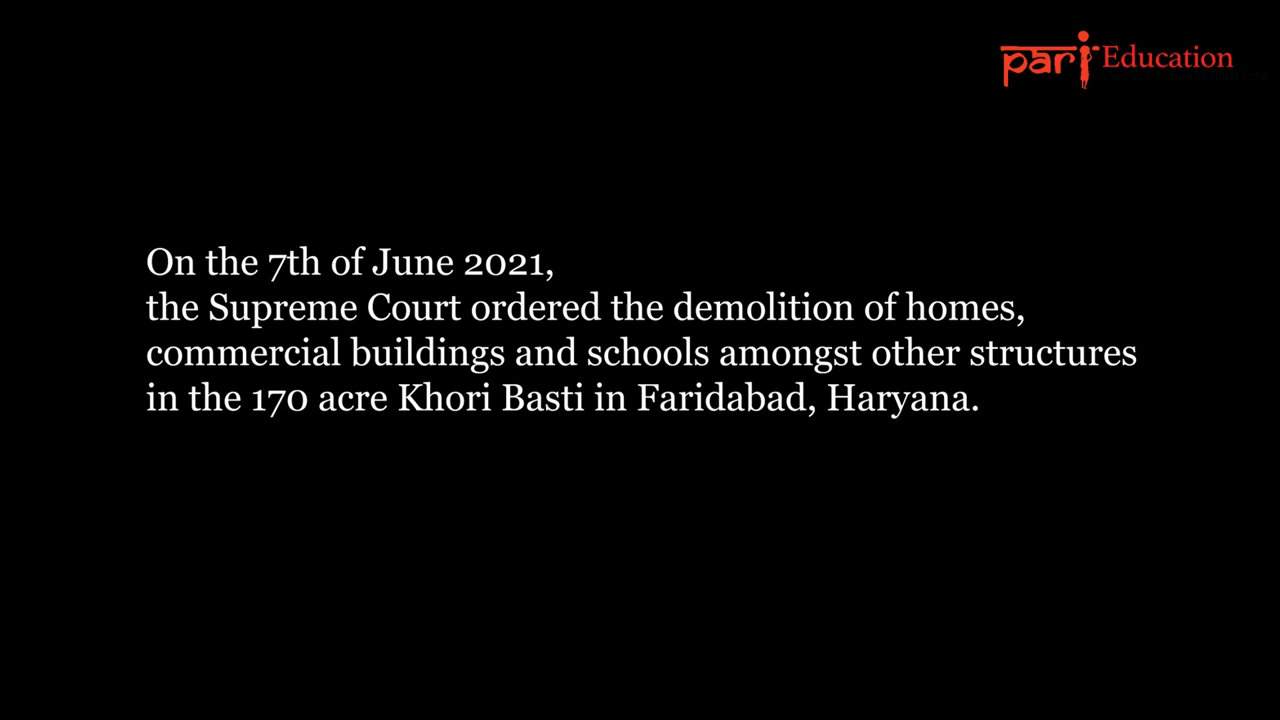 pari Education
On the 7th of June 2021,
the Supreme Court ordered the demolition of homes,
commercial buildings and schools amongst other structures
in the 170 acre Khori Basti in Faridabad, Haryana.